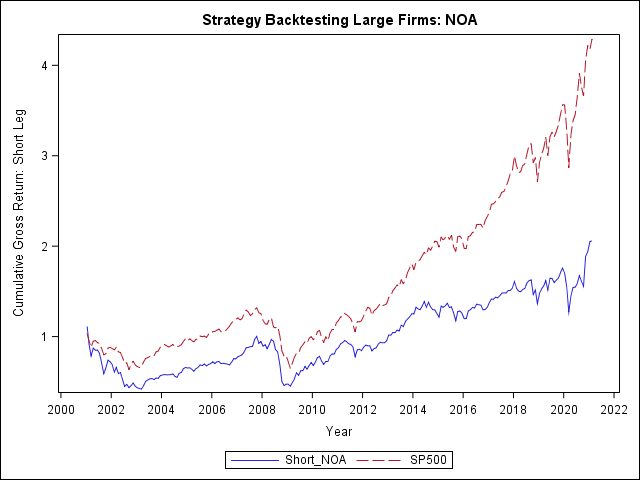 Strategy Backtesting Large Firms: NOA
Cumulative Gross Return: Short Leg
4
3
2
1
2000 2002 2004 2006 2008 2010 2012 2014 2016 2018 2020 2022
Year
Short_NOA SP500